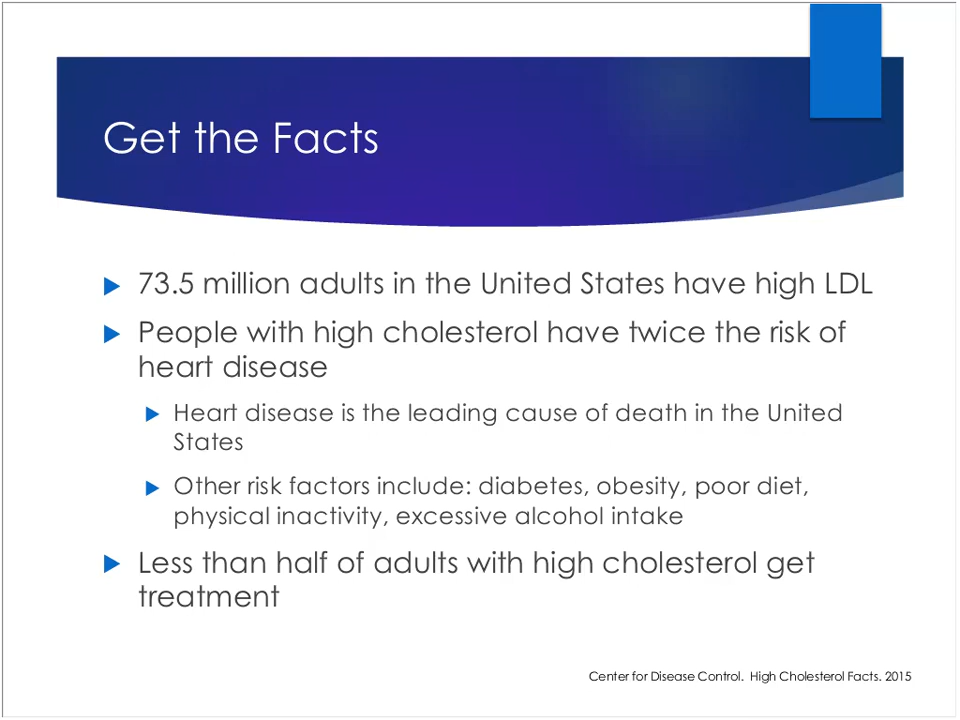 Get the Facts
73.5 million adults in the United States have high LDL
People with high cholesterol have twice the risk of
heart disease
Heart disease is the leading cause of death in the United
States
Other risk factors include: diabetes, obesity, poor diet,
physical inactivity, excessive alcohol intake
Less than half of adults with high cholesterol get
treatment
Center for Disease Control. High Cholesterol Facts. 2015